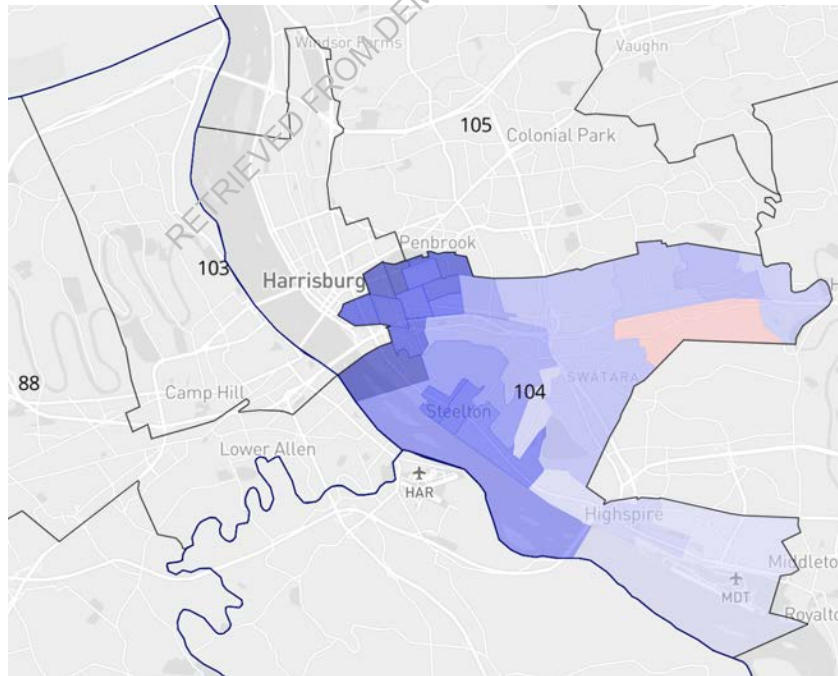 RETRIEVED FROM DEM
Windsor Farms
Vaughn
105
Colonial Park
Penbrook
103
Harrisburg
88
Camp Hill
104
SWATARA
Steelton
Lower Allen
HAR
Highspire
Middleto
MDT
Royalto